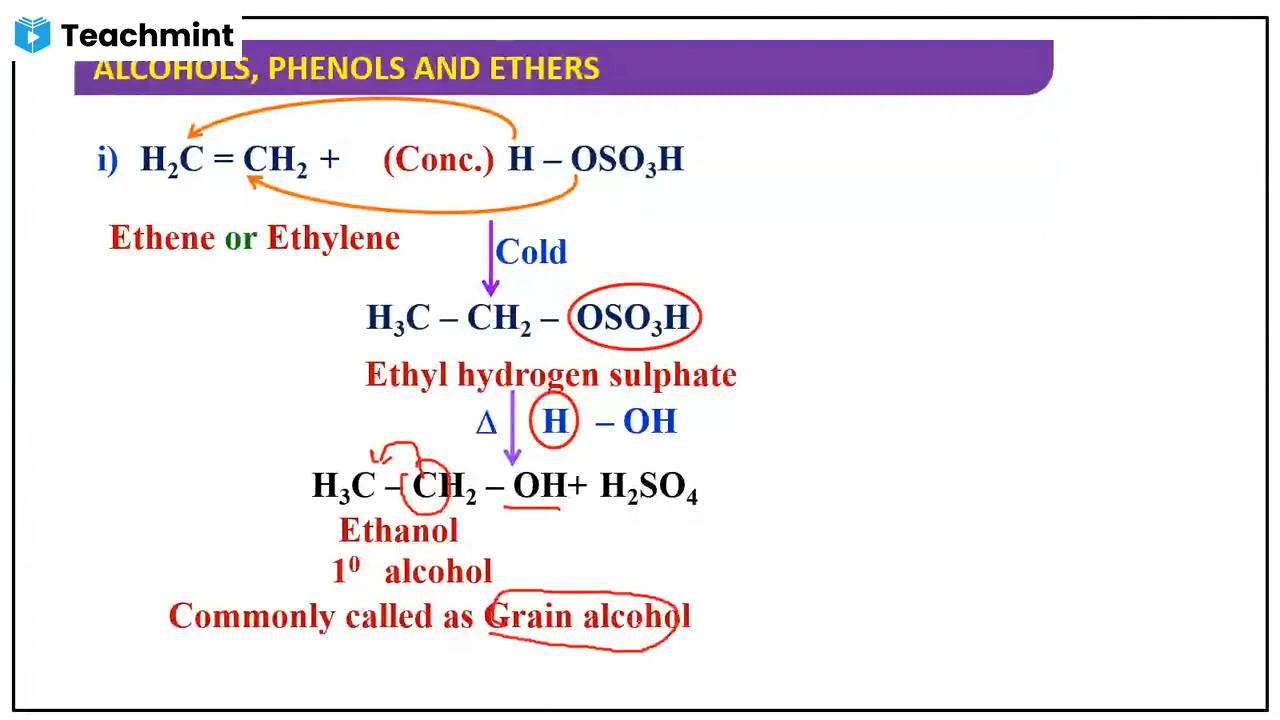 Teachmint
ALCOHOLS, PHENOLS AND ETHERS
i) H₂C = CH₂ + (Conc.) H – OSO₃H
Ethene or Ethylene
Cold
H₃C – CH₂ – OSO₃H
Ethyl hydrogen sulphate
Δ H – OH
H₃C – CH₂ – OH+ H₂SO₄
Ethanol
1⁰ alcohol
Commonly called as Grain alcohol